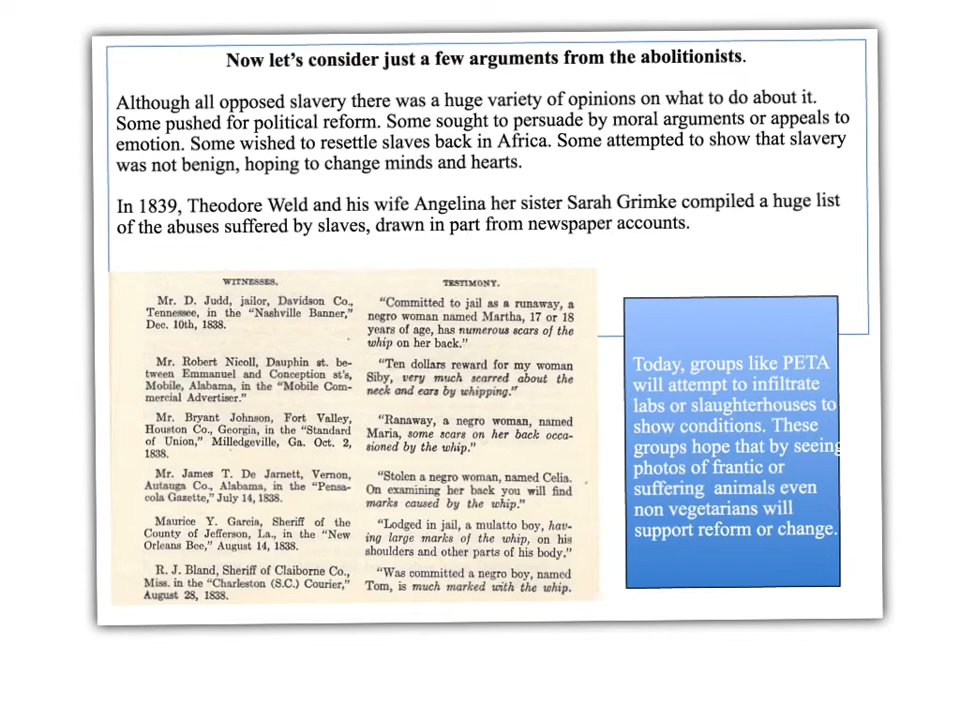 Now let's consider just a few arguments from the abolitionists.
Although all opposed slavery there was a huge variety of opinions on what to do about it.
Some pushed for political reform. Some sought to persuade by moral arguments or appeals to
emotion. Some wished to resettle slaves back in Africa. Some attempted to show that slavery
was not benign, hoping to change minds and hearts.
In 1839, Theodore Weld and his wife Angelina her sister Sarah Grimke compiled a huge list
of the abuses suffered by slaves, drawn in part from newspaper accounts.
WITNESSES.
Mr. D. Judd, jailor, Davidson Co.,
Tennessee, in the "Nashville Banner,"
Dec. 10th, 1838.
Mr. Robert Nicoll, Dauphin st. be-
tween Emmanuel and Conception st's,
Mobile, Alabama, in the "Mobile Com-
mercial Advertiser."
Mr. Bryant Johnson, Fort Valley,
Houston Co., Georgia, in the "Standard
of Union," Milledgeville, Ga. Oct. 2,
1838.
Mr. James T. De Jarnett, Vernon,
Autauga Co., Alabama, in the "Pensa-
cola Gazette," July 14, 1838.
Maurice Y. Garcia, Sheriff of the
County of Jefferson, La., in the "New
Orleans Bee," August 14, 1838.
R. J. Bland, Sheriff of Claiborne Co.,
Miss. in the "Charleston (S.C.) Courier,"
August 28, 1838.
TESTIMONY.
"Committed to jail as a runaway, a
negro woman named Martha, 17 or 18
years of age, has numerous scars of the
whip on her back."
"Ten dollars reward for my woman
Siby, very much scarred about the
neck and ears by whipping."
"Ranaway, a negro woman, named
Maria, some scars on her back occa-
sioned by the whip."
"Stolen a negro woman, named Celia.
On examining her back you will find
marks caused by the whip."
"Lodged in jail, a mulatto boy, hav-
ing large marks of the whip, on his
shoulders and other parts of his body."
"Was committed a negro boy, named
Tom, is much marked with the whip.
Today, groups like PETA
will attempt to infiltrate
labs or slaughterhouses to
show conditions. These
groups hope that by seeing
photos of frantic or
suffering animals even
non vegetarians will
support reform or change.